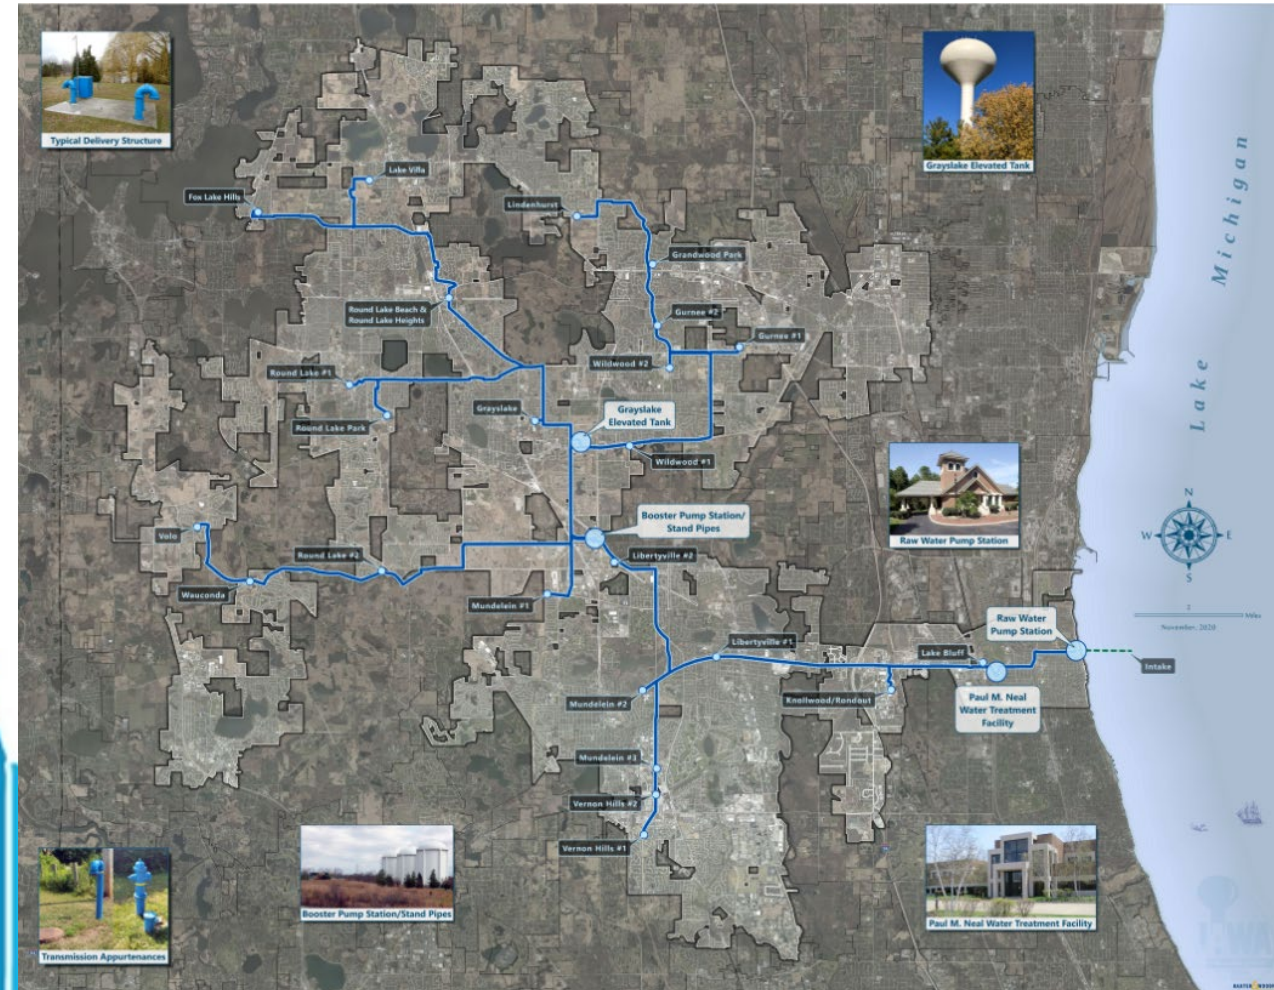 Typical Delivery Structure
Grayslake Elevated Tank
Lake Michigan
Lake Villa
Fox Lake Hills
Lindenhurst
Grandwood Park
Gurnee #2
Gurnee #1
Round Lake Beach &
Round Lake Heights
Wildwood #2
Round Lake #1
Grayslake
Round Lake Park
Grayslake
Elevated Tank
Wildwood #1
Raw Water Pump Station
Booster Pump Station/
Stand Pipes
Volo
Round Lake #2
Libertyville #2
Wauconda
Mundelein #1
N
W
E
S
Miles
November, 2020
Raw Water
Pump Station
Libertyville #1
Lake Bluff
Intake
Mundelein #2
Knollwood/Rondout
Paul M. Neal
Water Treatment
Facility
Mundelein #3
Vernon Hills #2
Vernon Hills #1
Booster Pump Station/Stand Pipes
Paul M. Neal Water Treatment Facility
Transmission Appurtenances